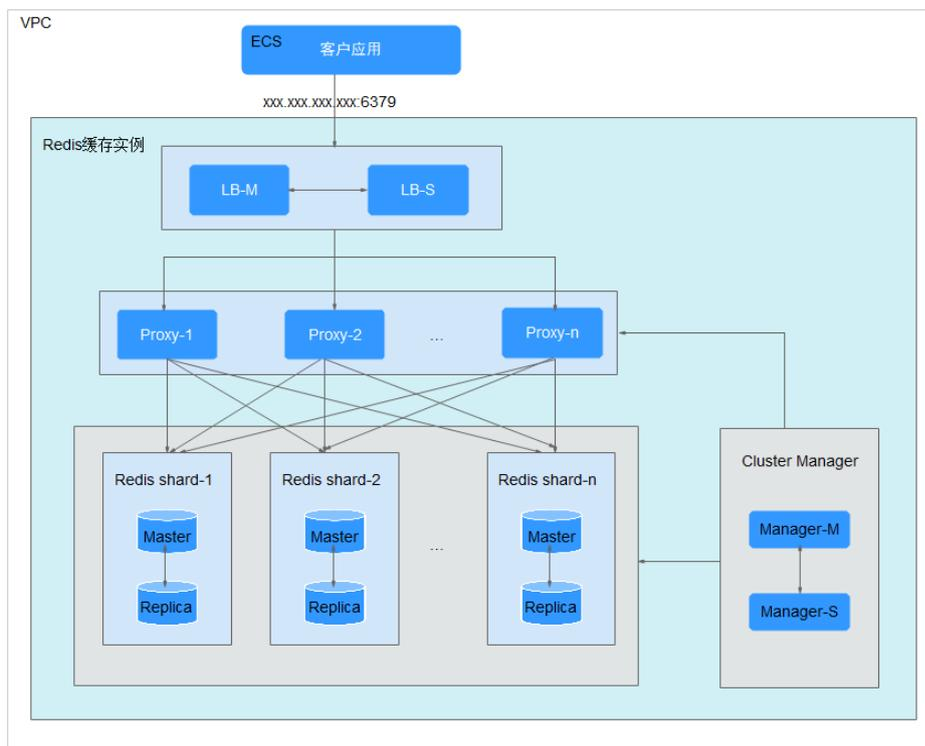 VPC
ECS 客户应用
xxx.xxx.xxx.xxx:6379
Redis缓存实例
LB-M LB-S
Proxy-1 Proxy-2 ... Proxy-n
Cluster Manager
Redis shard-1 Redis shard-2 Redis shard-n
Manager-M
Master Master ... Master
Replica Replica Replica
Manager-S